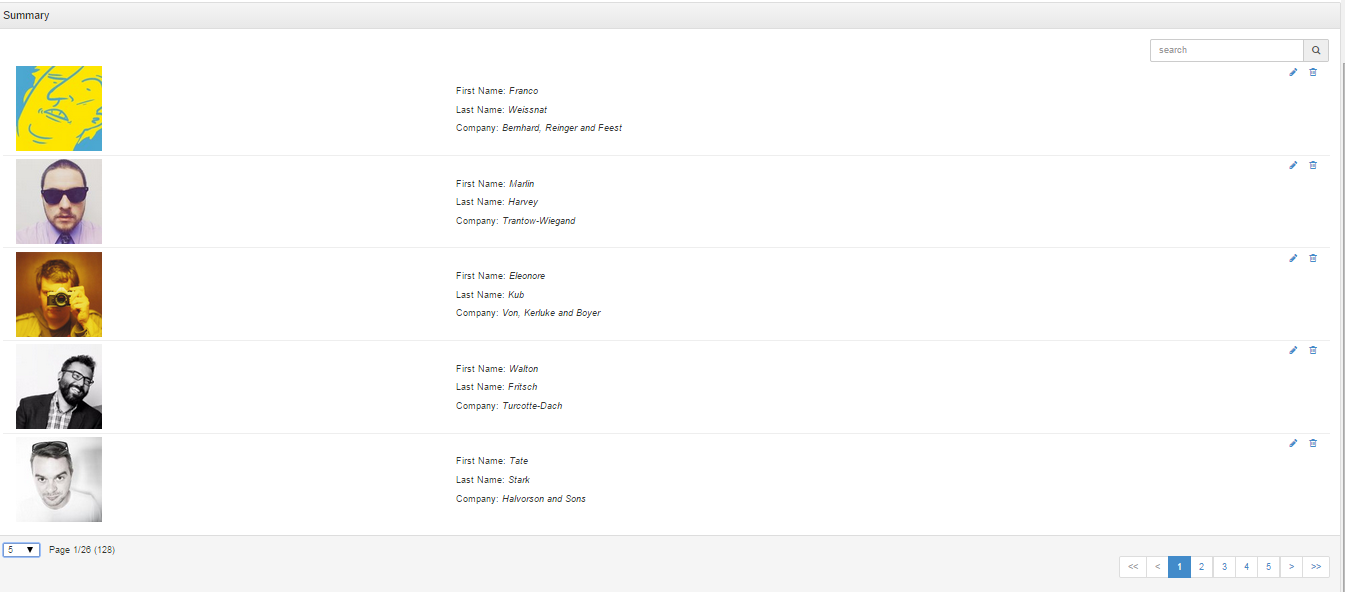 Summary
search
First Name: Franco
Last Name: Weissnat
Company: Bernhard, Reinger and Feest
First Name: Marlin
Last Name: Harvey
Company: Trantow-Wiegand
First Name: Eleonore
Last Name: Kub
Company: Von, Kerluke and Boyer
First Name: Walton
Last Name: Fritsch
Company: Turcotte-Dach
First Name: Tate
Last Name: Stark
Company: Halvorson and Sons
5 ▼ Page 1/26 (128)
<< < 1 2 3 4 5 > >>